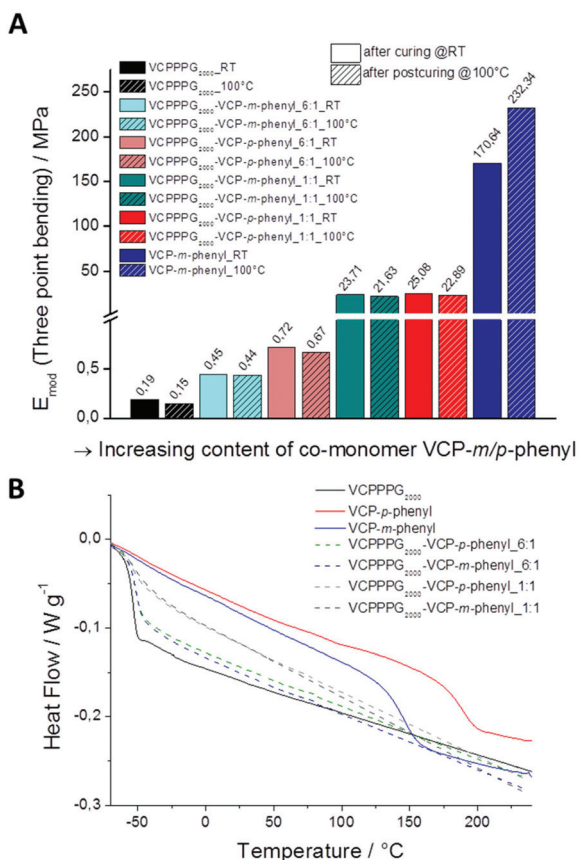 A
VCPPPG2000_RT
VCPPPG2000_100°C
VCPPPG2000-VCP-m-phenyl_6:1_RT
VCPPPG2000-VCP-m-phenyl_6:1_100°C
VCPPPG2000-VCP-p-phenyl_6:1_RT
VCPPPG2000-VCP-p-phenyl_6:1_100°C
VCPPPG2000-VCP-m-phenyl_1:1_RT
VCPPPG2000-VCP-m-phenyl_1:1_100°C
VCPPPG2000-VCP-p-phenyl_1:1_RT
VCPPPG2000-VCP-p-phenyl_1:1_100°C
VCP-m-phenyl_RT
VCP-m-phenyl_100°C
after curing @RT
after postcuring @100°C
Emod (Three point bending) / MPa
250
200
150
100
50
0,5
0,0
0,19
0,15
0,45
0,44
0,72
0,67
23,71
21,63
25,08
22,89
170,64
232,34
→ Increasing content of co-monomer VCP-m/p-phenyl
B
VCPPPG2000
VCP-p-phenyl
VCP-m-phenyl
VCPPPG2000-VCP-p-phenyl_6:1
VCPPPG2000-VCP-m-phenyl_6:1
VCPPPG2000-VCP-p-phenyl_1:1
VCPPPG2000-VCP-m-phenyl_1:1
Heat Flow / W g-1
0,0
-0,1
-0,2
-0,3
-50
0
50
100
150
200
Temperature / °C